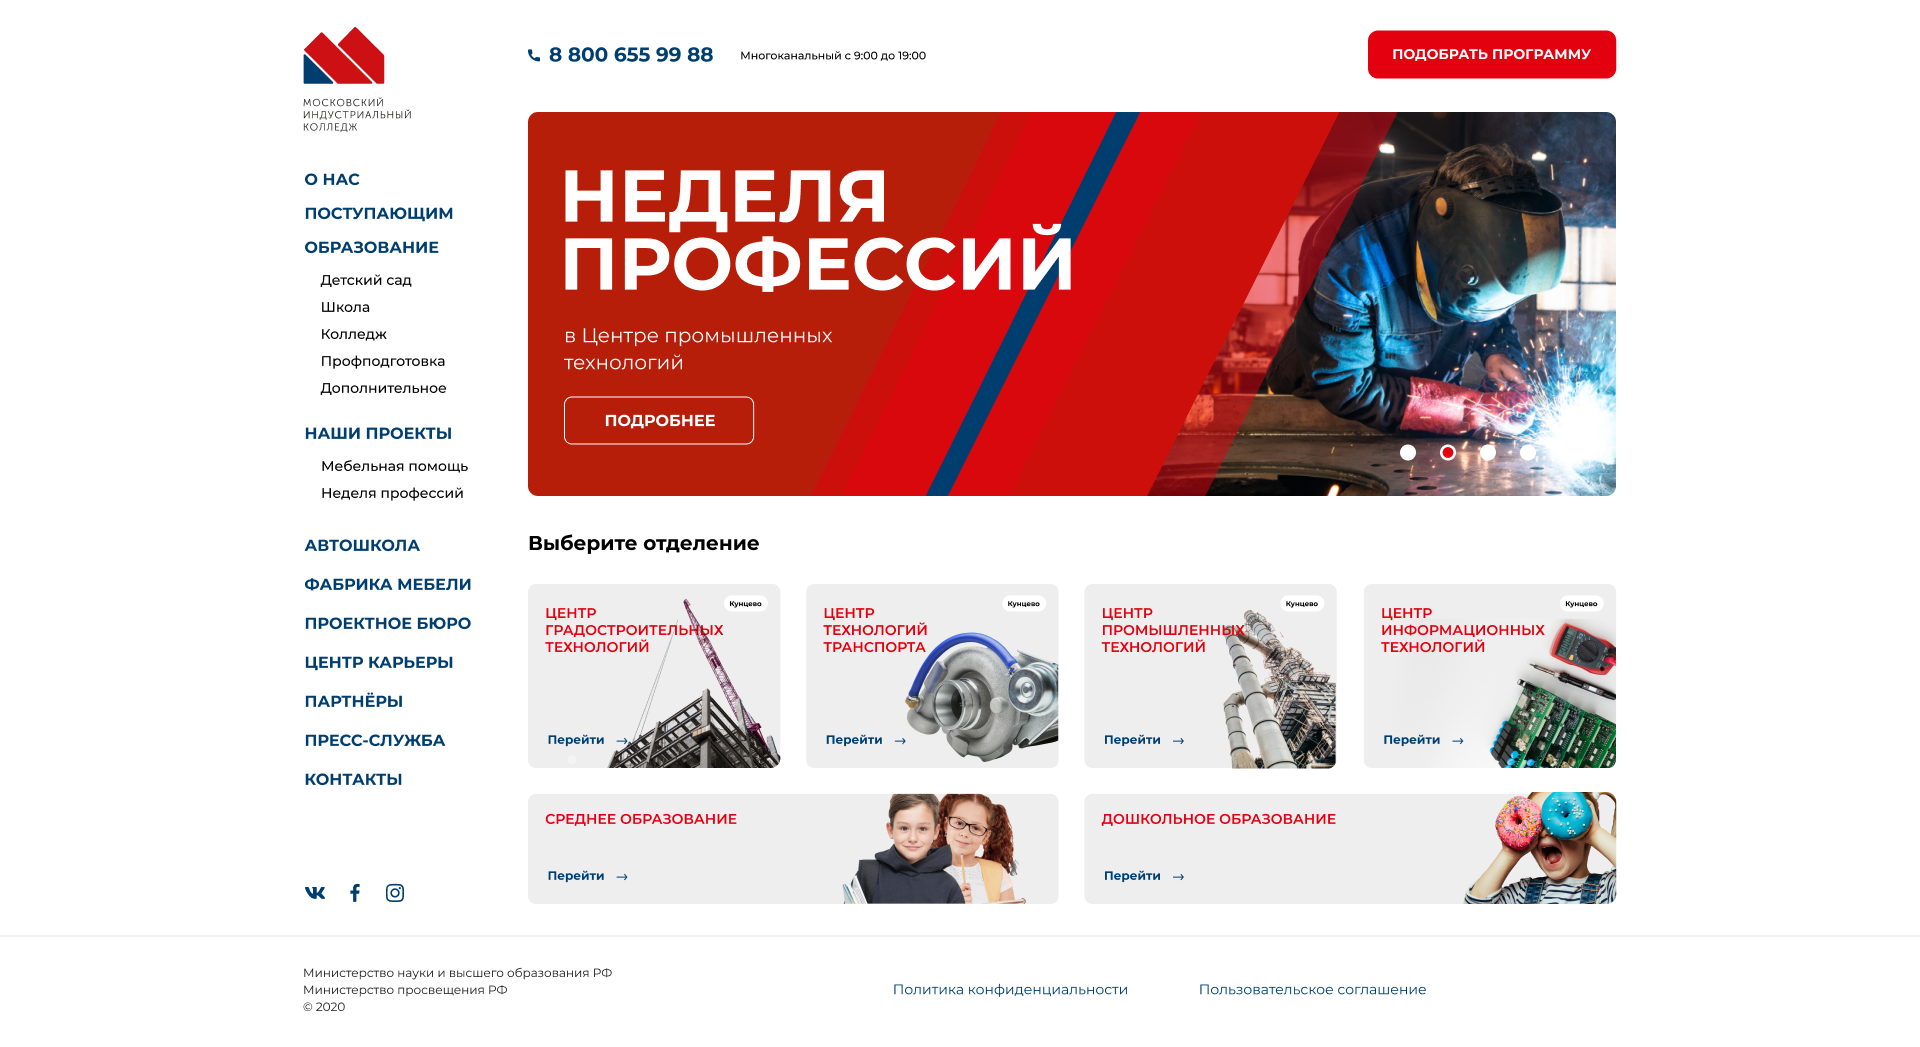 МОСКОВСКИЙ
ИНДУСТРИАЛЬНЫЙ
КОЛЛЕДЖ
8 800 655 99 88
Многоканальный с 9:00 до 19:00
ПОДОБРАТЬ ПРОГРАММУ
О НАС
ПОСТУПАЮЩИМ
ОБРАЗОВАНИЕ
Детский сад
Школа
Колледж
Профподготовка
Дополнительное
НАШИ ПРОЕКТЫ
Мебельная помощь
Неделя профессий
АВТОШКОЛА
ФАБРИКА МЕБЕЛИ
ПРОЕКТНОЕ БЮРО
ЦЕНТР КАРЬЕРЫ
ПАРТНЁРЫ
ПРЕСС-СЛУЖБА
КОНТАКТЫ
НЕДЕЛЯ
ПРОФЕССИЙ
в Центре промышленных
технологий
ПОДРОБНЕЕ
Выберите отделение
Кунцево
ЦЕНТР
ГРАДОСТРОИТЕЛЬНЫХ
ТЕХНОЛОГИЙ
Перейти
Кунцево
ЦЕНТР
ТЕХНОЛОГИЙ
ТРАНСПОРТА
Перейти
Кунцево
ЦЕНТР
ПРОМЫШЛЕННЫХ
ТЕХНОЛОГИЙ
Перейти
Кунцево
ЦЕНТР
ИНФОРМАЦИОННЫХ
ТЕХНОЛОГИЙ
Перейти
СРЕДНЕЕ ОБРАЗОВАНИЕ
Перейти
ДОШКОЛЬНОЕ ОБРАЗОВАНИЕ
Перейти
Министерство науки и высшего образования РФ
Министерство просвещения РФ
© 2020
Политика конфиденциальности
Пользовательское соглашение